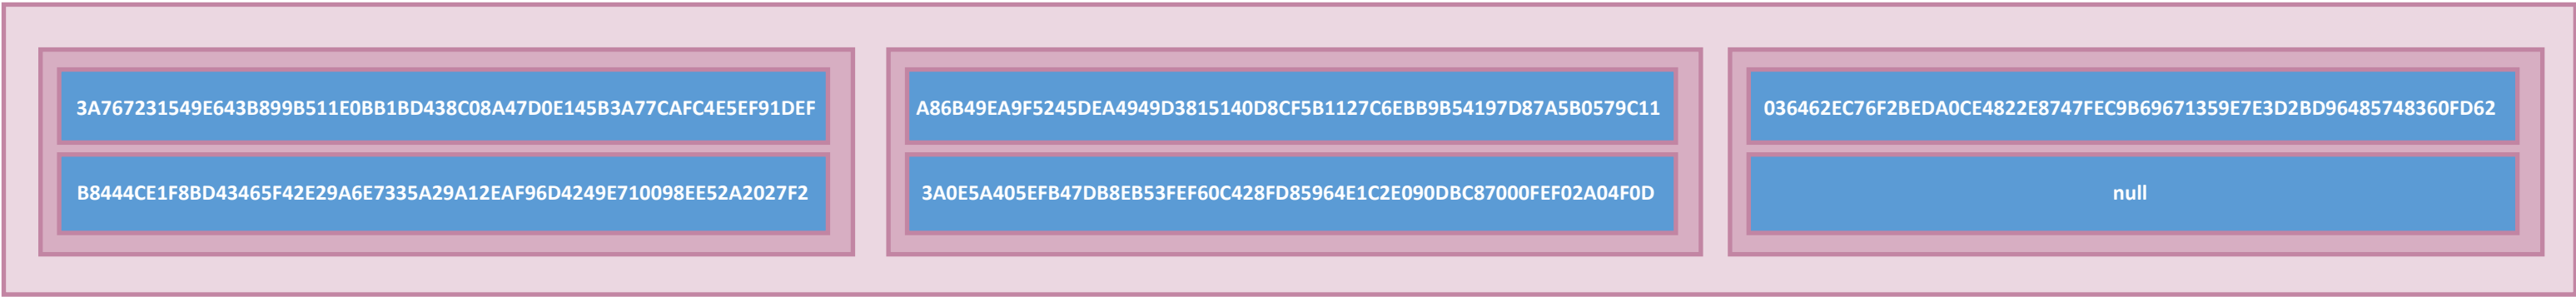 3A767231549E643B899B511E0BB1BD438C08A47D0E145B3A77CAFC4E5EF91DEF
B8444CE1F8BD43465F42E29A6E7335A29A12EAF96D4249E710098EE52A2027F2
A86B49EA9F5245DEA4949D3815140D8CF5B1127C6EBB9B54197D87A5B0579C11
3A0E5A405EFB47DB8EB53FEF60C428FD85964E1C2E090DBC87000FEF02A04F0D
036462EC76F2BEDA0CE4822E8747FEC9B69671359E7E3D2BD96485748360FD62
null